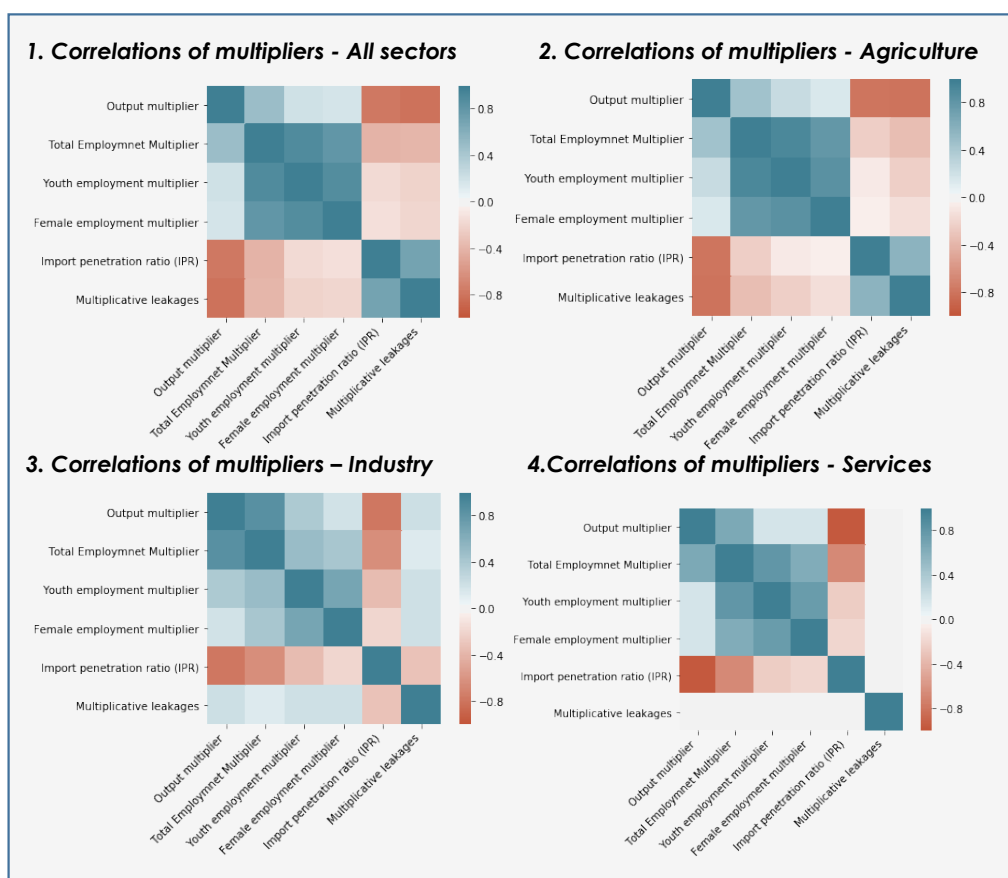 1. Correlations of multipliers - All sectors
Output multiplier
Total Employmnet Multiplier
Youth employment multiplier
Female employment multiplier
Import penetration ratio (IPR)
Multiplicative leakages
0.8
0.4
0.0
−0.4
−0.8
Output multiplier
Total Employmnet Multiplier
Youth employment multiplier
Female employment multiplier
Import penetration ratio (IPR)
Multiplicative leakages
2. Correlations of multipliers - Agriculture
Output multiplier
Total Employmnet Multiplier
Youth employment multiplier
Female employment multiplier
Import penetration ratio (IPR)
Multiplicative leakages
0.8
0.4
0.0
−0.4
−0.8
Output multiplier
Total Employmnet Multiplier
Youth employment multiplier
Female employment multiplier
Import penetration ratio (IPR)
Multiplicative leakages
3. Correlations of multipliers – Industry
Output multiplier
Total Employmnet Multiplier
Youth employment multiplier
Female employment multiplier
Import penetration ratio (IPR)
Multiplicative leakages
0.8
0.4
0.0
−0.4
−0.8
Output multiplier
Total Employmnet Multiplier
Youth employment multiplier
Female employment multiplier
Import penetration ratio (IPR)
Multiplicative leakages
4.Correlations of multipliers - Services
Output multiplier
Total Employmnet Multiplier
Youth employment multiplier
Female employment multiplier
Import penetration ratio (IPR)
Multiplicative leakages
0.8
0.4
0.0
−0.4
−0.8
Output multiplier
Total Employmnet Multiplier
Youth employment multiplier
Female employment multiplier
Import penetration ratio (IPR)
Multiplicative leakages